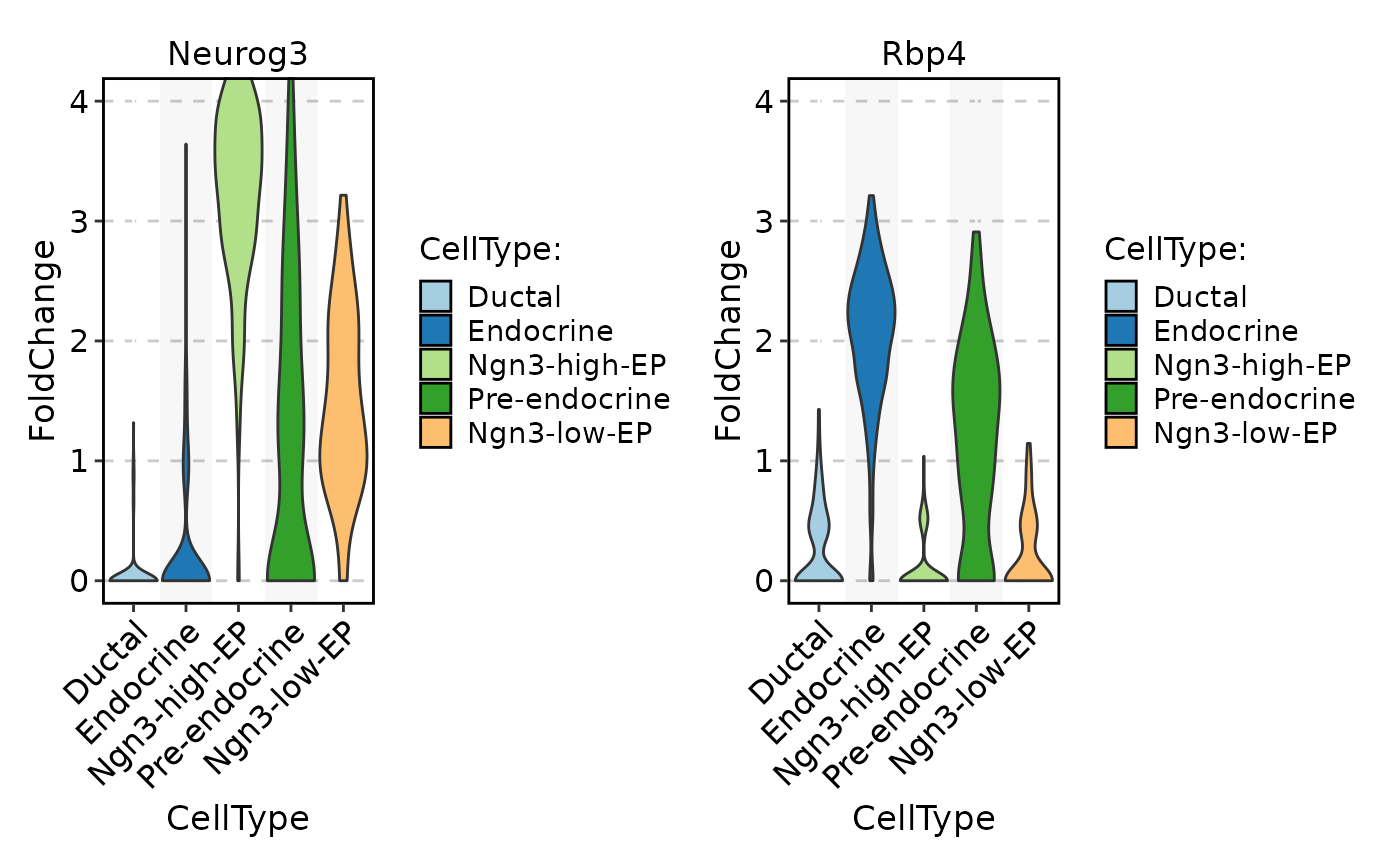 Neurog3
4
3
2
1
0
FoldChange
Ductal
Endocrine
Ngn3-high-EP
Pre-endocrine
Ngn3-low-EP
CellType
CellType:
Ductal
Endocrine
Ngn3-high-EP
Pre-endocrine
Ngn3-low-EP
Rbp4
4
3
2
1
0
FoldChange
Ductal
Endocrine
Ngn3-high-EP
Pre-endocrine
Ngn3-low-EP
CellType
CellType:
Ductal
Endocrine
Ngn3-high-EP
Pre-endocrine
Ngn3-low-EP